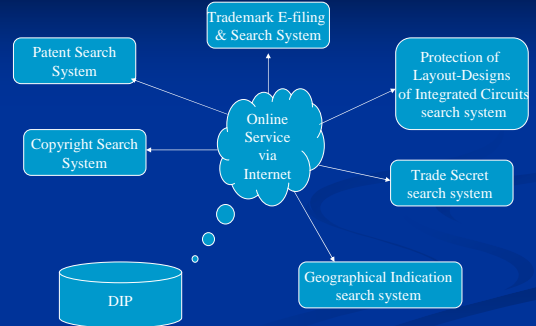 Trademark E-filing
& Search System
Patent Search
System
Protection of
Layout-Designs
of Integrated Circuits
search system
Online
Service
via
Internet
Copyright Search
System
Trade Secret
search system
Geographical Indication
search system
DIP